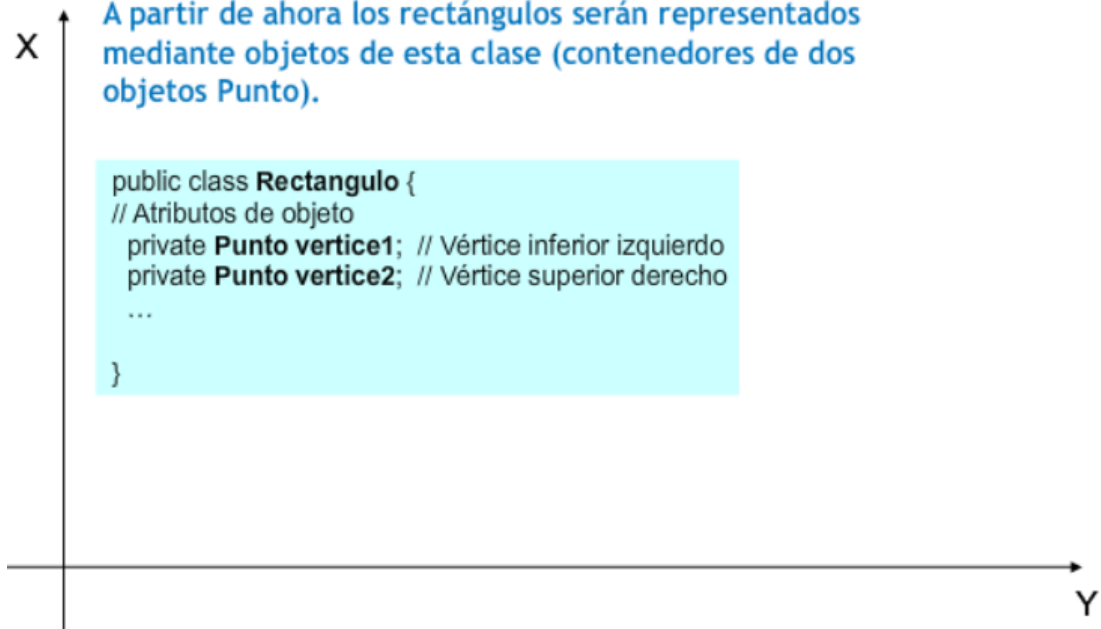 A partir de ahora los rectángulos serán representados
mediante objetos de esta clase (contenedores de dos
objetos Punto).
X
public class Rectangulo {
// Atributos de objeto
private Punto vertice1; // Vértice inferior izquierdo
private Punto vertice2; // Vértice superior derecho
...
}
Y